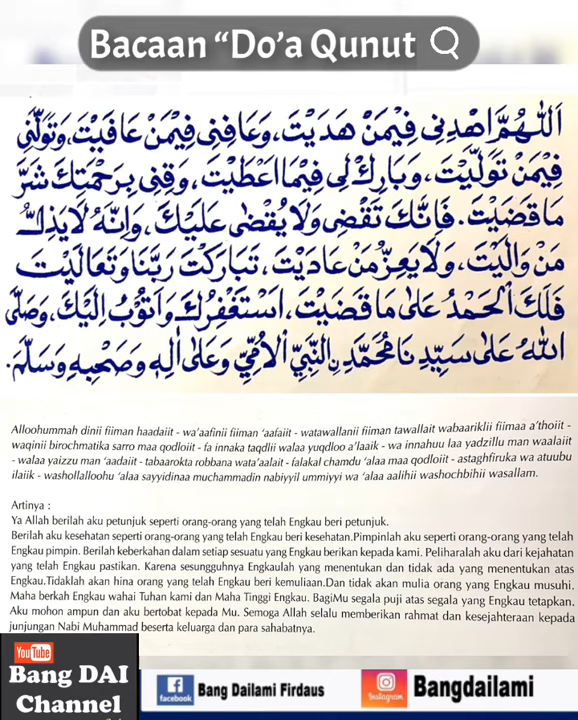 Bacaan “Do’a Qunut
اَللّٰهُمَّ اهْدِنِى فِيْمَنْ هَدَيْتَ، وَعَافِنِى فِيْمَنْ عَافَيْتَ، وَتَوَلَّنِى
فِيْمَنْ تَوَلَّيْتَ، وَبَارِكْ لِى فِيْمَا اَعْطَيْتَ، وَقِنِى بِرَحْمَتِكَ شَرَّ
مَا قَضَيْتَ. فَاِنَّكَ تَقْضِى وَلَا يُقْضٰى عَلَيْكَ، وَاِنَّهُ لَا يَذِلُّ
مَنْ وَالَيْتَ، وَلَا يَعِزُّ مَنْ عَادَيْتَ، تَبَارَكْتَ رَبَّنَا وَتَعَالَيْتَ
فَلَكَ الْحَمْدُ عَلَى مَا قَضَيْتَ، اَسْتَغْفِرُكَ وَاَتُوْبُ اِلَيْكَ، وَصَلَّى
اللهُ عَلَى سَيِّدِنَا مُحَمَّدٍ نِ النَّبِيِّ الْاُمِّيِّ وَعَلَى اٰلِهِ وَصَحْبِهِ وَسَلَّمَ.
Alloohummah dinii fiiman haadaiit - wa’aafinii fiiman ‘aafaiit - watawallanii fiiman tawallait wabaariklii fiimaa a’thoiit -
waqinii birochmatika sarro maa qodloiit - fa innaka taqdlii walaa yuqdloo a’laaik - wa innahuu laa yadzillu man waalaiit
- walaa yaizzu man ‘aadaiit - tabaarokta robbana wata’aalait - falakal chamdu ‘alaa maa qodloiit - astaghfiruka wa atuubu
ilaiik - washollalloohu ‘alaa sayyidinaa muchammadin nabiyyil ummiyyi wa ‘alaa aalihii washochbihii wasallam.
Artinya :
Ya Allah berilah aku petunjuk seperti orang-orang yang telah Engkau beri petunjuk.
Berilah aku kesehatan seperti orang-orang yang telah Engkau beri kesehatan.Pimpinlah aku seperti orang-orang yang telah
Engkau pimpin. Berilah keberkahan dalam setiap sesuatu yang Engkau berikan kepada kami. Peliharalah aku dari kejahatan
yang telah Engkau pastikan. Karena sesungguhnya Engkaulah yang menentukan dan tidak ada yang menentukan atas
Engkau.Tidaklah akan hina orang yang telah Engkau beri kemuliaan.Dan tidak akan mulia orang yang Engkau musuhi.
Maha berkah Engkau wahai Tuhan kami dan Maha Tinggi Engkau. BagiMu segala puji atas segala yang Engkau tetapkan.
Aku mohon ampun dan aku bertobat kepada Mu. Semoga Allah selalu memberikan rahmat dan kesejahteraan kepada
junjungan Nabi Muhammad beserta keluarga dan para sahabatnya.
YouTube
Bang DAI
Channel
facebook
Bang Dailami Firdaus
Instagram
Bangdailami